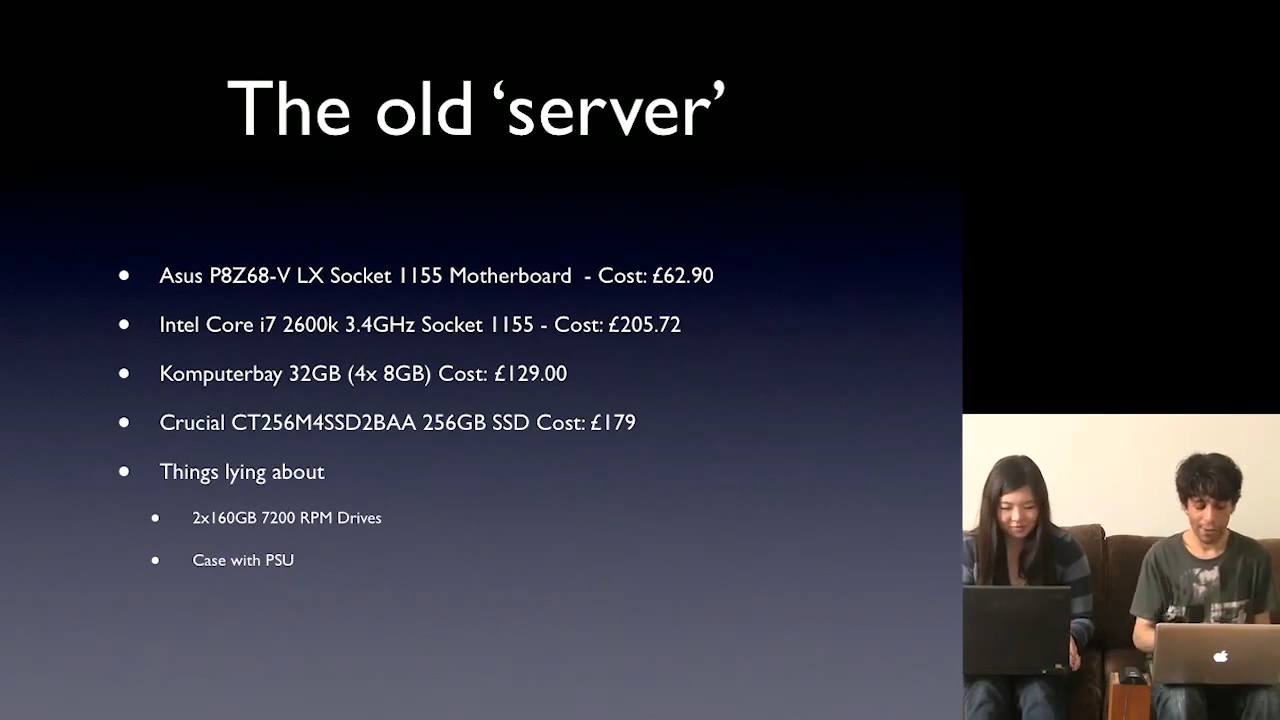 The old ‘server’
• Asus P8Z68-V LX Socket 1155 Motherboard  - Cost: £62.90
• Intel Core i7 2600k 3.4GHz Socket 1155 - Cost: £205.72
• Komputerbay 32GB (4x 8GB) Cost: £129.00
• Crucial CT256M4SSD2BAA 256GB SSD Cost: £179
• Things lying about
• 2x160GB 7200 RPM Drives
• Case with PSU